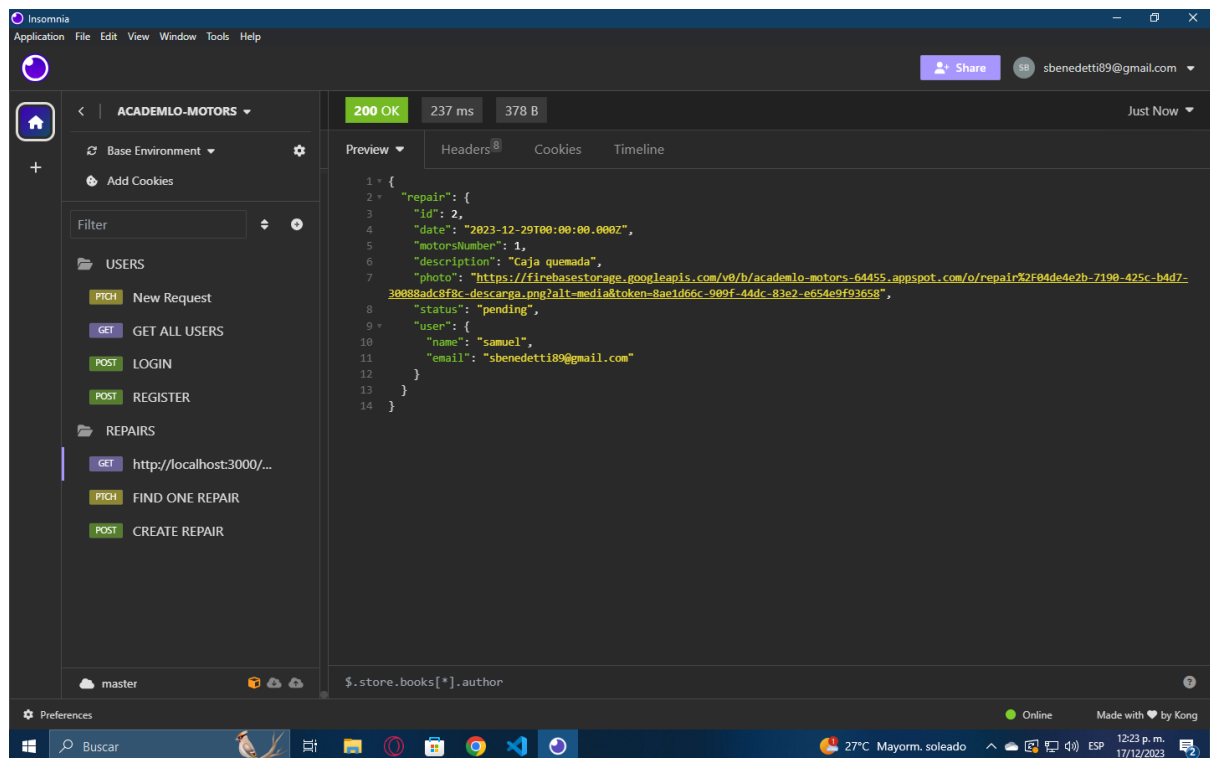 Insomnia
Application File Edit View Window Tools Help
Share
SB
sbenedetti89@gmail.com
ACADEMLO-MOTORS
200 OK
237 ms
378 B
Just Now
Base Environment
Add Cookies
Filter
USERS
PTCH New Request
GET GET ALL USERS
POST LOGIN
POST REGISTER
REPAIRS
GET http://localhost:3000/...
PTCH FIND ONE REPAIR
POST CREATE REPAIR
master
Preview Headers 8 Cookies Timeline
1 {
2 "repair": {
3 "id": 2,
4 "date": "2023-12-29T00:00:00.000Z",
5 "motorsNumber": 1,
6 "description": "Caja quemada",
7 "photo": "https://firebasestorage.googleapis.com/v0/b/academlo-motors-64455.appspot.com/o/repair%2F04de4e2b-7190-425c-b4d7-
30088adc8f8c-descarga.png?alt=media&token=8ae1d66c-909f-44dc-83e2-e654e9f93658",
8 "status": "pending",
9 "user": {
10 "name": "samuel",
11 "email": "sbenedetti89@gmail.com"
12 }
13 }
14 }
$.store.books[*].author
Preferences
Online
Made with ♥ by Kong
Buscar
27°C Mayorm. soleado
ESP
12:23 p. m.
17/12/2023
2